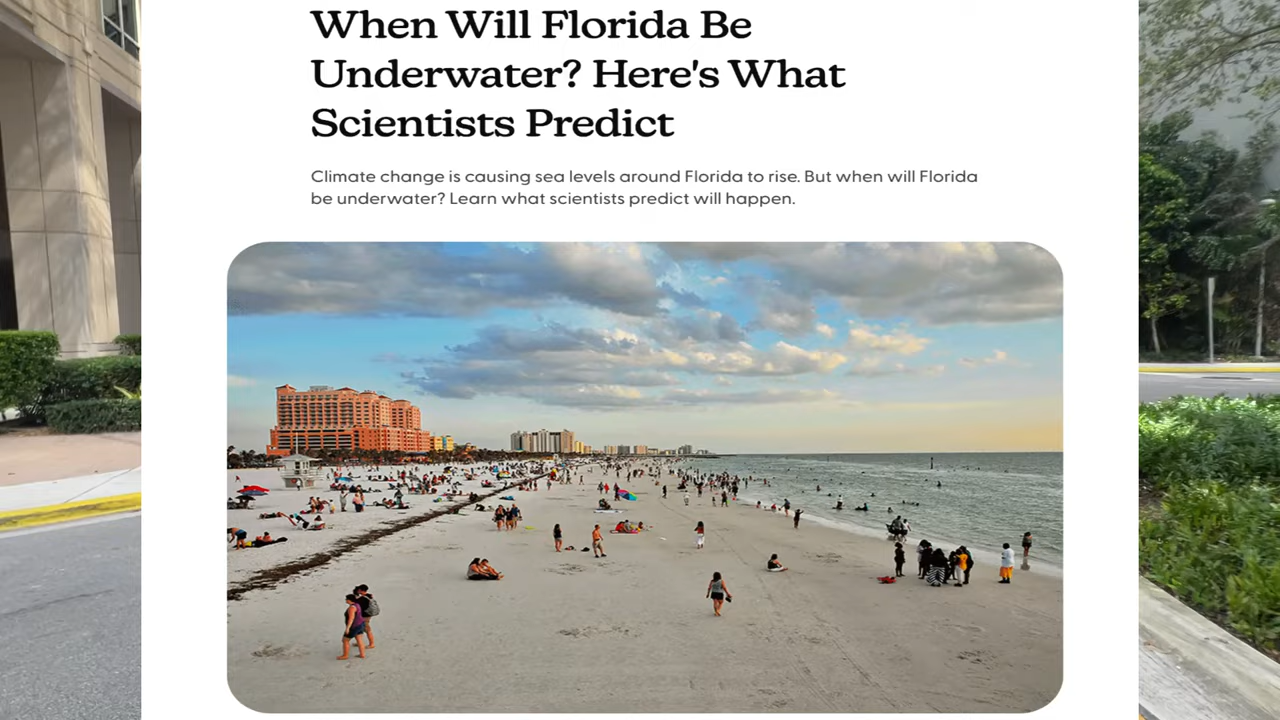 When Will Florida Be
Underwater? Here's What
Scientists Predict
Climate change is causing sea levels around Florida to rise. But when will Florida
be underwater? Learn what scientists predict will happen.